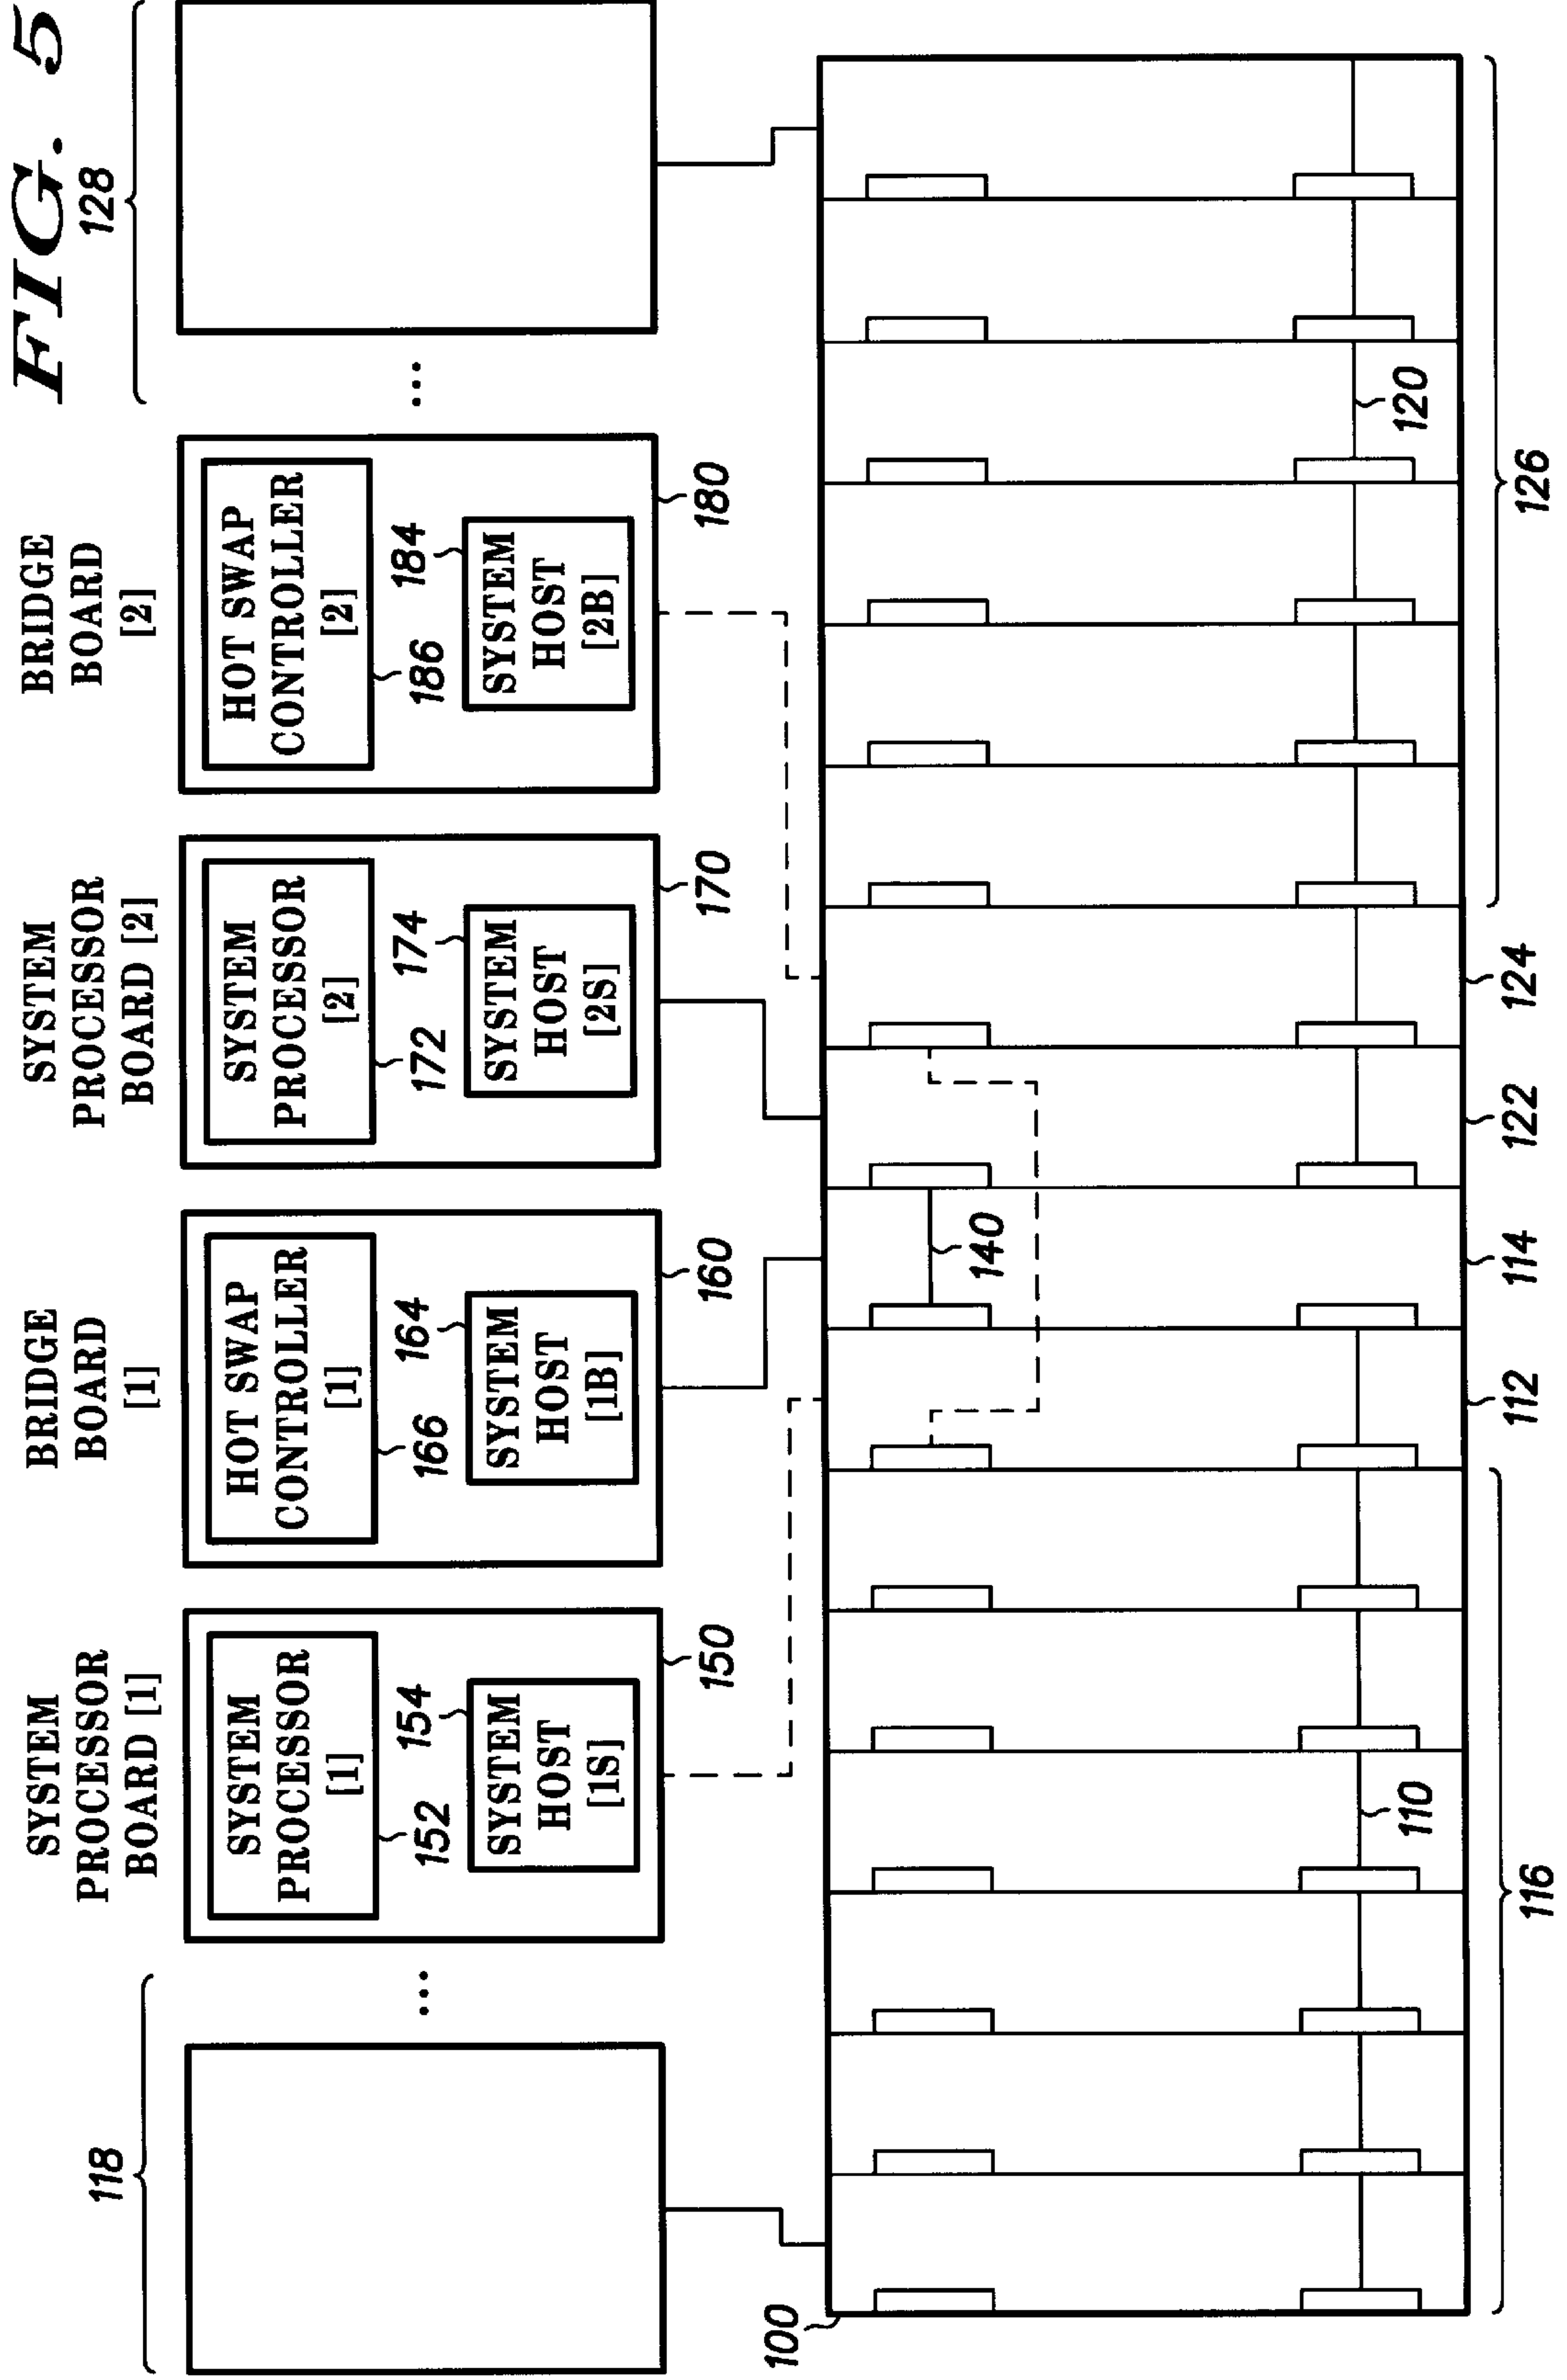 FIG. 5
118
128
SYSTEM
PROCESSOR
BOARD [1]
BRIDGE
BOARD
[1]
SYSTEM
PROCESSOR
BOARD [2]
BRIDGE
BOARD
[2]
SYSTEM
PROCESSOR
[1]
152
154
SYSTEM
HOST
[1S]
150
HOT SWAP
CONTROLLER
[1]
166
164
SYSTEM
HOST
[1B]
160
SYSTEM
PROCESSOR
[2]
172
174
SYSTEM
HOST
[2S]
170
HOT SWAP
CONTROLLER
[2]
186
184
SYSTEM
HOST
[2B]
180
100
140
110
120
116
112
114
122
124
126